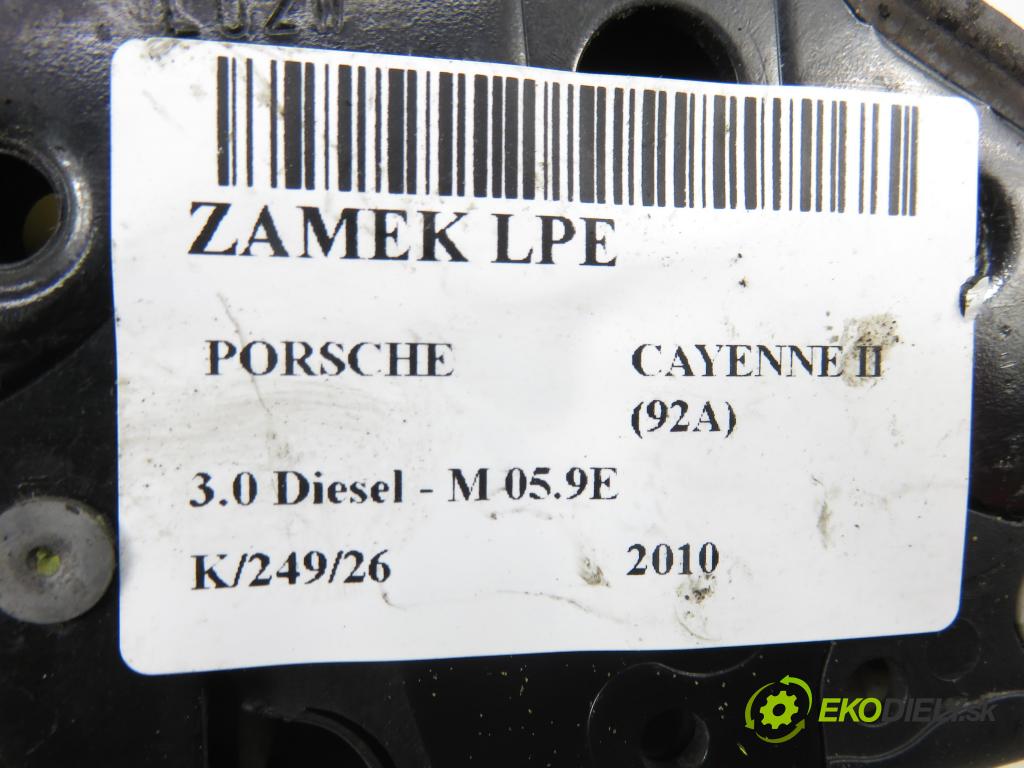 ZAMEK LPE
PORSCHE CAYENNE II
(92A)
3.0 Diesel - M 05.9E
K/249/26 2010
EKODIELY.SK